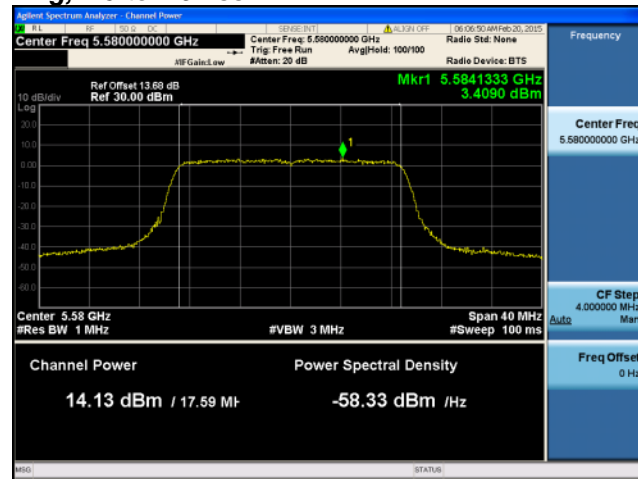 Agilent Spectrum Analyzer - Channel Power
RL RF 50 Ω DC SENSE:INT ALIGN OFF 06:06:50 AM Feb 20, 2015
Center Freq 5.580000000 GHz Center Freq: 5.580000000 GHz Radio Std: None
Trig: Free Run Avg|Hold: 100/100
#IFGain:Low #Atten: 20 dB Radio Device: BTS
Ref Offset 13.68 dB Mkr1 5.5841333 GHz
10 dB/div Ref 30.00 dBm 3.4090 dBm
Log
20.0
10.0
1
0.00
-10.0
-20.0
-30.0
-40.0
-50.0
-60.0
Center 5.58 GHz Span 40 MHz
#Res BW 1 MHz #VBW 3 MHz #Sweep 100 ms
Channel Power Power Spectral Density
14.13 dBm / 17.59 MH -58.33 dBm /Hz
MSG STATUS
Frequency
Center Freq
5.580000000 GHz
CF Step
4.000000 MHz
Auto Man
Freq Offset
0 Hz